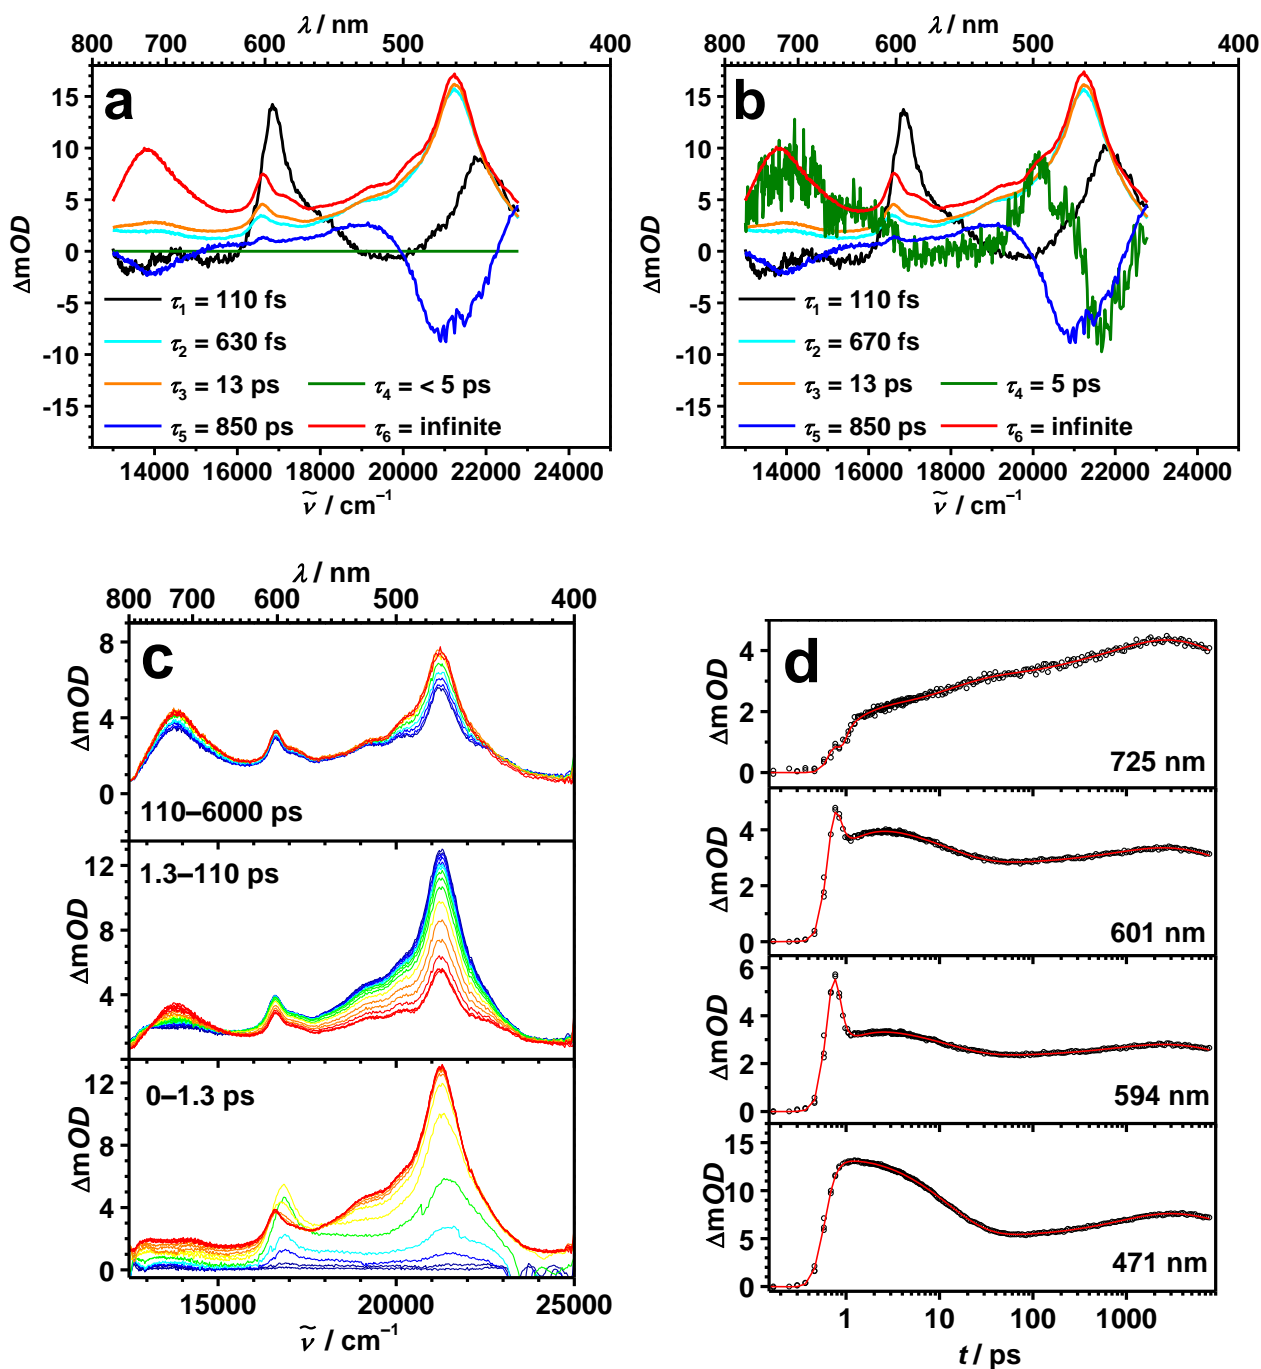 λ / nm
800 700 600 500 400
a
ΔmOD
15
10
5
0
-5
-10
-15
τ1 = 110 fs
τ2 = 630 fs
τ3 = 13 ps
τ4 = < 5 ps
τ5 = 850 ps
τ6 = infinite
14000 16000 18000 20000 22000 24000
ν̃ / cm−1
λ / nm
800 700 600 500 400
b
ΔmOD
15
10
5
0
-5
-10
-15
τ1 = 110 fs
τ2 = 670 fs
τ3 = 13 ps
τ4 = 5 ps
τ5 = 850 ps
τ6 = infinite
14000 16000 18000 20000 22000 24000
ν̃ / cm−1
λ / nm
800 700 600 500 400
c
ΔmOD
8
4
0
110–6000 ps
ΔmOD
12
8
4
1.3–110 ps
ΔmOD
12
8
4
0
0–1.3 ps
15000 20000 25000
ν̃ / cm−1
d
ΔmOD
4
2
0
725 nm
ΔmOD
4
2
0
601 nm
ΔmOD
6
4
2
0
594 nm
ΔmOD
15
10
5
0
471 nm
1 10 100 1000
t / ps